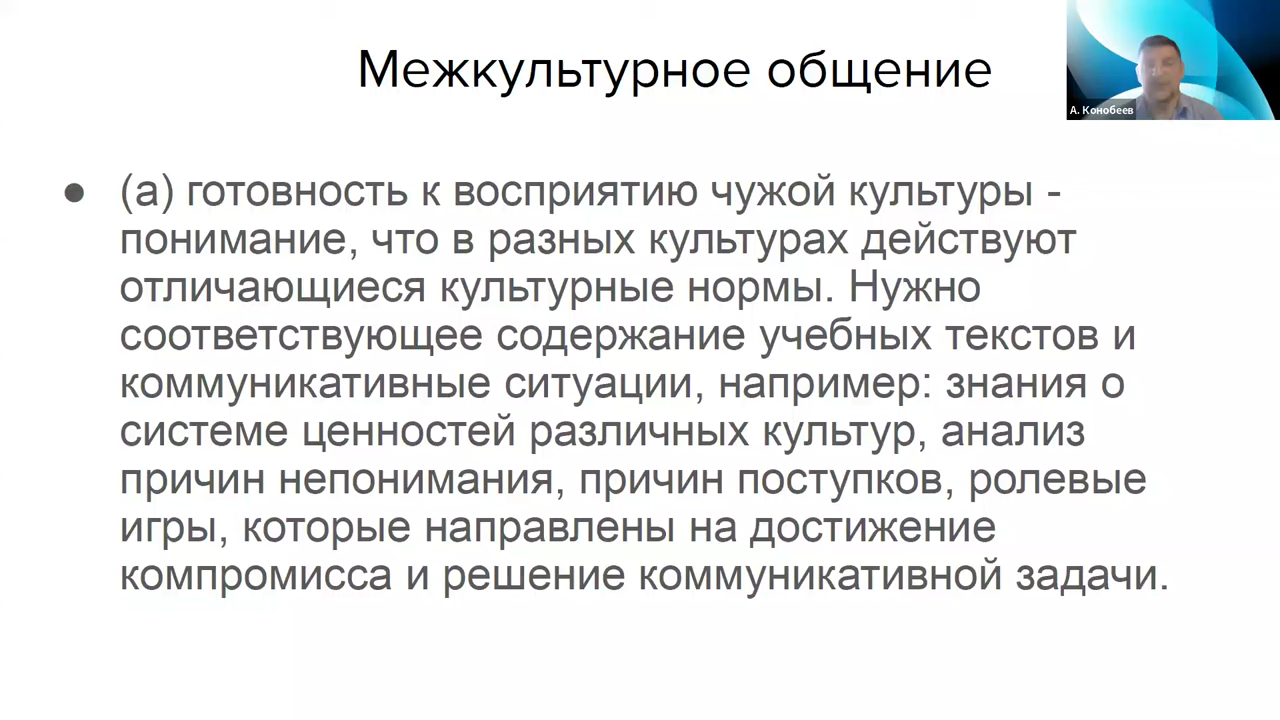 Межкультурное общение
А. Конобеев
● (а) готовность к восприятию чужой культуры -
понимание, что в разных культурах действуют
отличающиеся культурные нормы. Нужно
соответствующее содержание учебных текстов и
коммуникативные ситуации, например: знания о
системе ценностей различных культур, анализ
причин непонимания, причин поступков, ролевые
игры, которые направлены на достижение
компромисса и решение коммуникативной задачи.